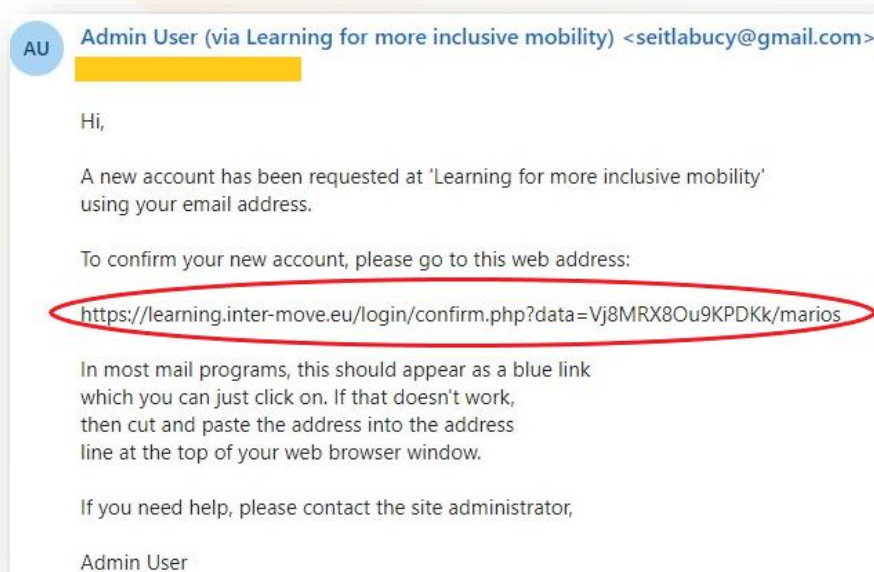 AU
Admin User (via Learning for more inclusive mobility) <seitlabucy@gmail.com>
Hi,
A new account has been requested at 'Learning for more inclusive mobility'
using your email address.
To confirm your new account, please go to this web address:
https://learning.inter-move.eu/login/confirm.php?data=Vj8MRX8Ou9KPDKk/marios
In most mail programs, this should appear as a blue link
which you can just click on. If that doesn't work,
then cut and paste the address into the address
line at the top of your web browser window.
If you need help, please contact the site administrator,
Admin User